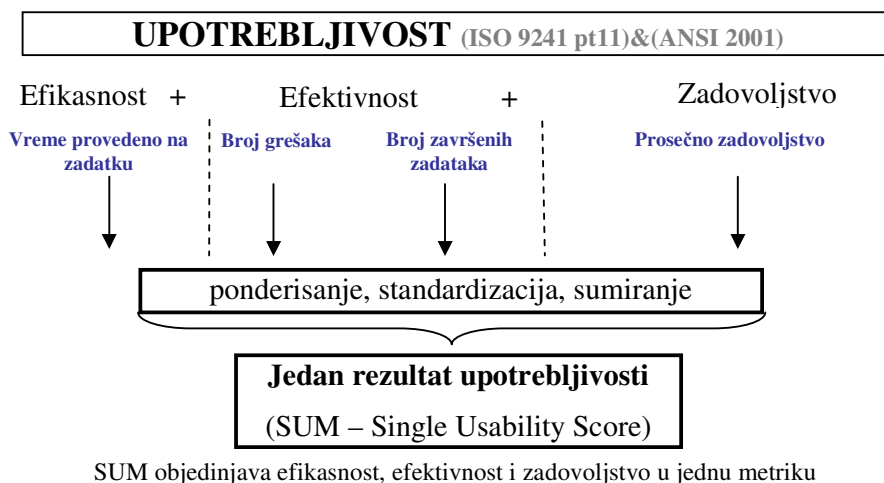 UPOTREBLJIVOST (ISO 9241 pt11)&(ANSI 2001)
Efikasnost + Efektivnost + Zadovoljstvo
Vreme provedeno na zadatku
Broj grešaka
Broj završenih zadataka
Prosečno zadovoljstvo
ponderisanje, standardizacija, sumiranje
Jedan rezultat upotrebljivosti
(SUM – Single Usability Score)
SUM objedinjava efikasnost, efektivnost i zadovoljstvo u jednu metriku